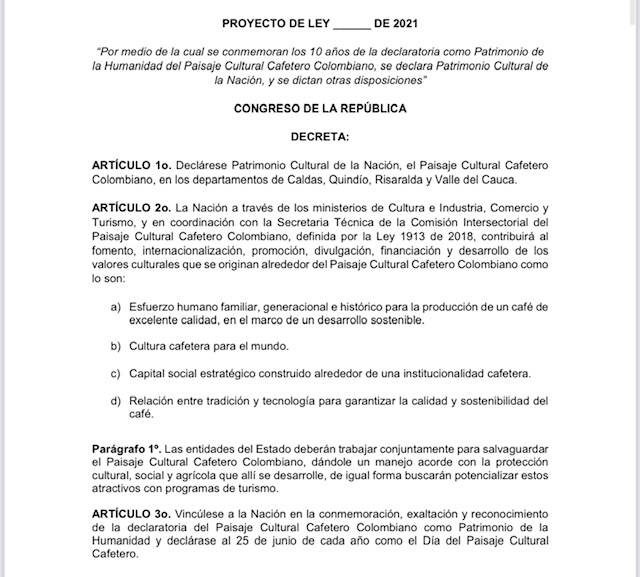 PROYECTO DE LEY ______ DE 2021
“Por medio de la cual se conmemoran los 10 años de la declaratoria como Patrimonio de
la Humanidad del Paisaje Cultural Cafetero Colombiano, se declara Patrimonio Cultural de
la Nación, y se dictan otras disposiciones”
CONGRESO DE LA REPÚBLICA
DECRETA:
ARTÍCULO 1o. Declárese Patrimonio Cultural de la Nación, el Paisaje Cultural Cafetero
Colombiano, en los departamentos de Caldas, Quindío, Risaralda y Valle del Cauca.
ARTÍCULO 2o. La Nación a través de los ministerios de Cultura e Industria, Comercio y
Turismo, y en coordinación con la Secretaria Técnica de la Comisión Intersectorial del
Paisaje Cultural Cafetero Colombiano, definida por la Ley 1913 de 2018, contribuirá al
fomento, internacionalización, promoción, divulgación, financiación y desarrollo de los
valores culturales que se originan alrededor del Paisaje Cultural Cafetero Colombiano como
lo son:
a) Esfuerzo humano familiar, generacional e histórico para la producción de un café de
excelente calidad, en el marco de un desarrollo sostenible.
b) Cultura cafetera para el mundo.
c) Capital social estratégico construido alrededor de una institucionalidad cafetera.
d) Relación entre tradición y tecnología para garantizar la calidad y sostenibilidad del
café.
Parágrafo 1º. Las entidades del Estado deberán trabajar conjuntamente para salvaguardar
el Paisaje Cultural Cafetero Colombiano, dándole un manejo acorde con la protección
cultural, social y agrícola que allí se desarrolle, de igual forma buscarán potencializar estos
atractivos con programas de turismo.
ARTÍCULO 3o. Vincúlese a la Nación en la conmemoración, exaltación y reconocimiento
de la declaratoria del Paisaje Cultural Cafetero Colombiano como Patrimonio de la
Humanidad y declárase al 25 de junio de cada año como el Día del Paisaje Cultural
Cafetero.